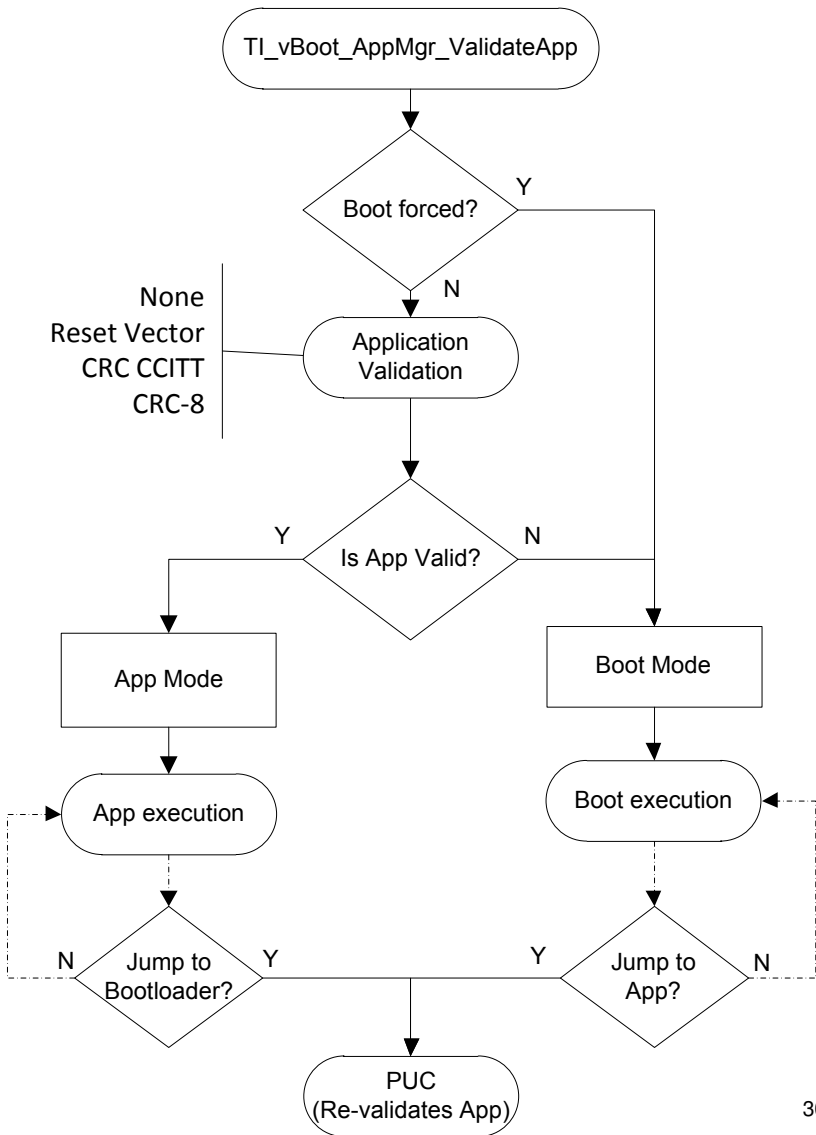 TI_vBoot_AppMgr_ValidateApp
Boot forced?
Y
N
None
Reset Vector
CRC CCITT
CRC-8
Application
Validation
Y
Is App Valid?
N
App Mode
Boot Mode
App execution
Boot execution
N
Jump to
Bootloader?
Y
Y
Jump to
App?
N
PUC
(Re-validates App)